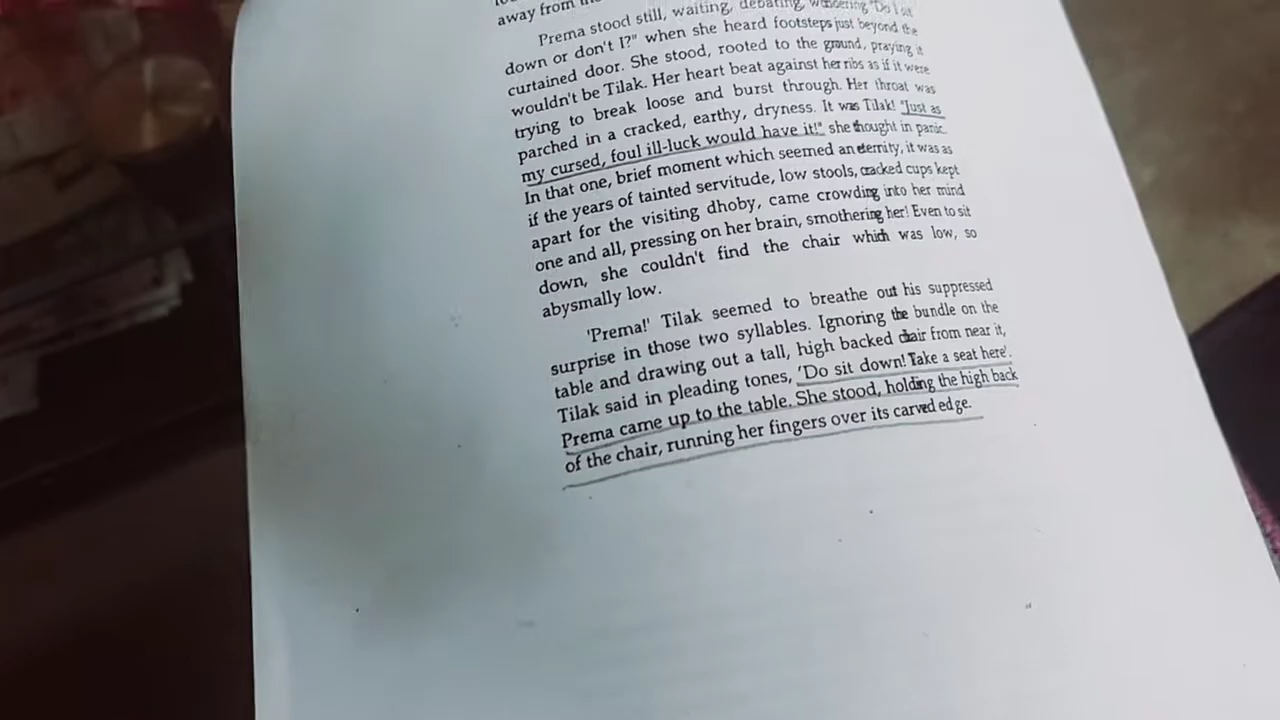 away from
Prema stood still, waiting, debating, wondering "Do I sit
down or don't I?" when she heard footsteps just beyond the
curtained door. She stood, rooted to the ground, praying it
wouldn't be Tilak. Her heart beat against her ribs as if it were
trying to break loose and burst through. Her throat was
parched in a cracked, earthy, dryness. It was Tilak! "Just as
my cursed, foul ill-luck would have it!" she thought in panic.
In that one, brief moment which seemed an eternity, it was as
if the years of tainted servitude, low stools, cracked cups kept
apart for the visiting dhoby, came crowding into her mind
one and all, pressing on her brain, smothering her! Even to sit
down, she couldn't find the chair which was low, so
abysmally low.
'Prema!' Tilak seemed to breathe out his suppressed
surprise in those two syllables. Ignoring the bundle on the
table and drawing out a tall, high backed chair from near it,
Tilak said in pleading tones, 'Do sit down! Take a seat here'.
Prema came up to the table. She stood, holding the high back
of the chair, running her fingers over its carved edge.